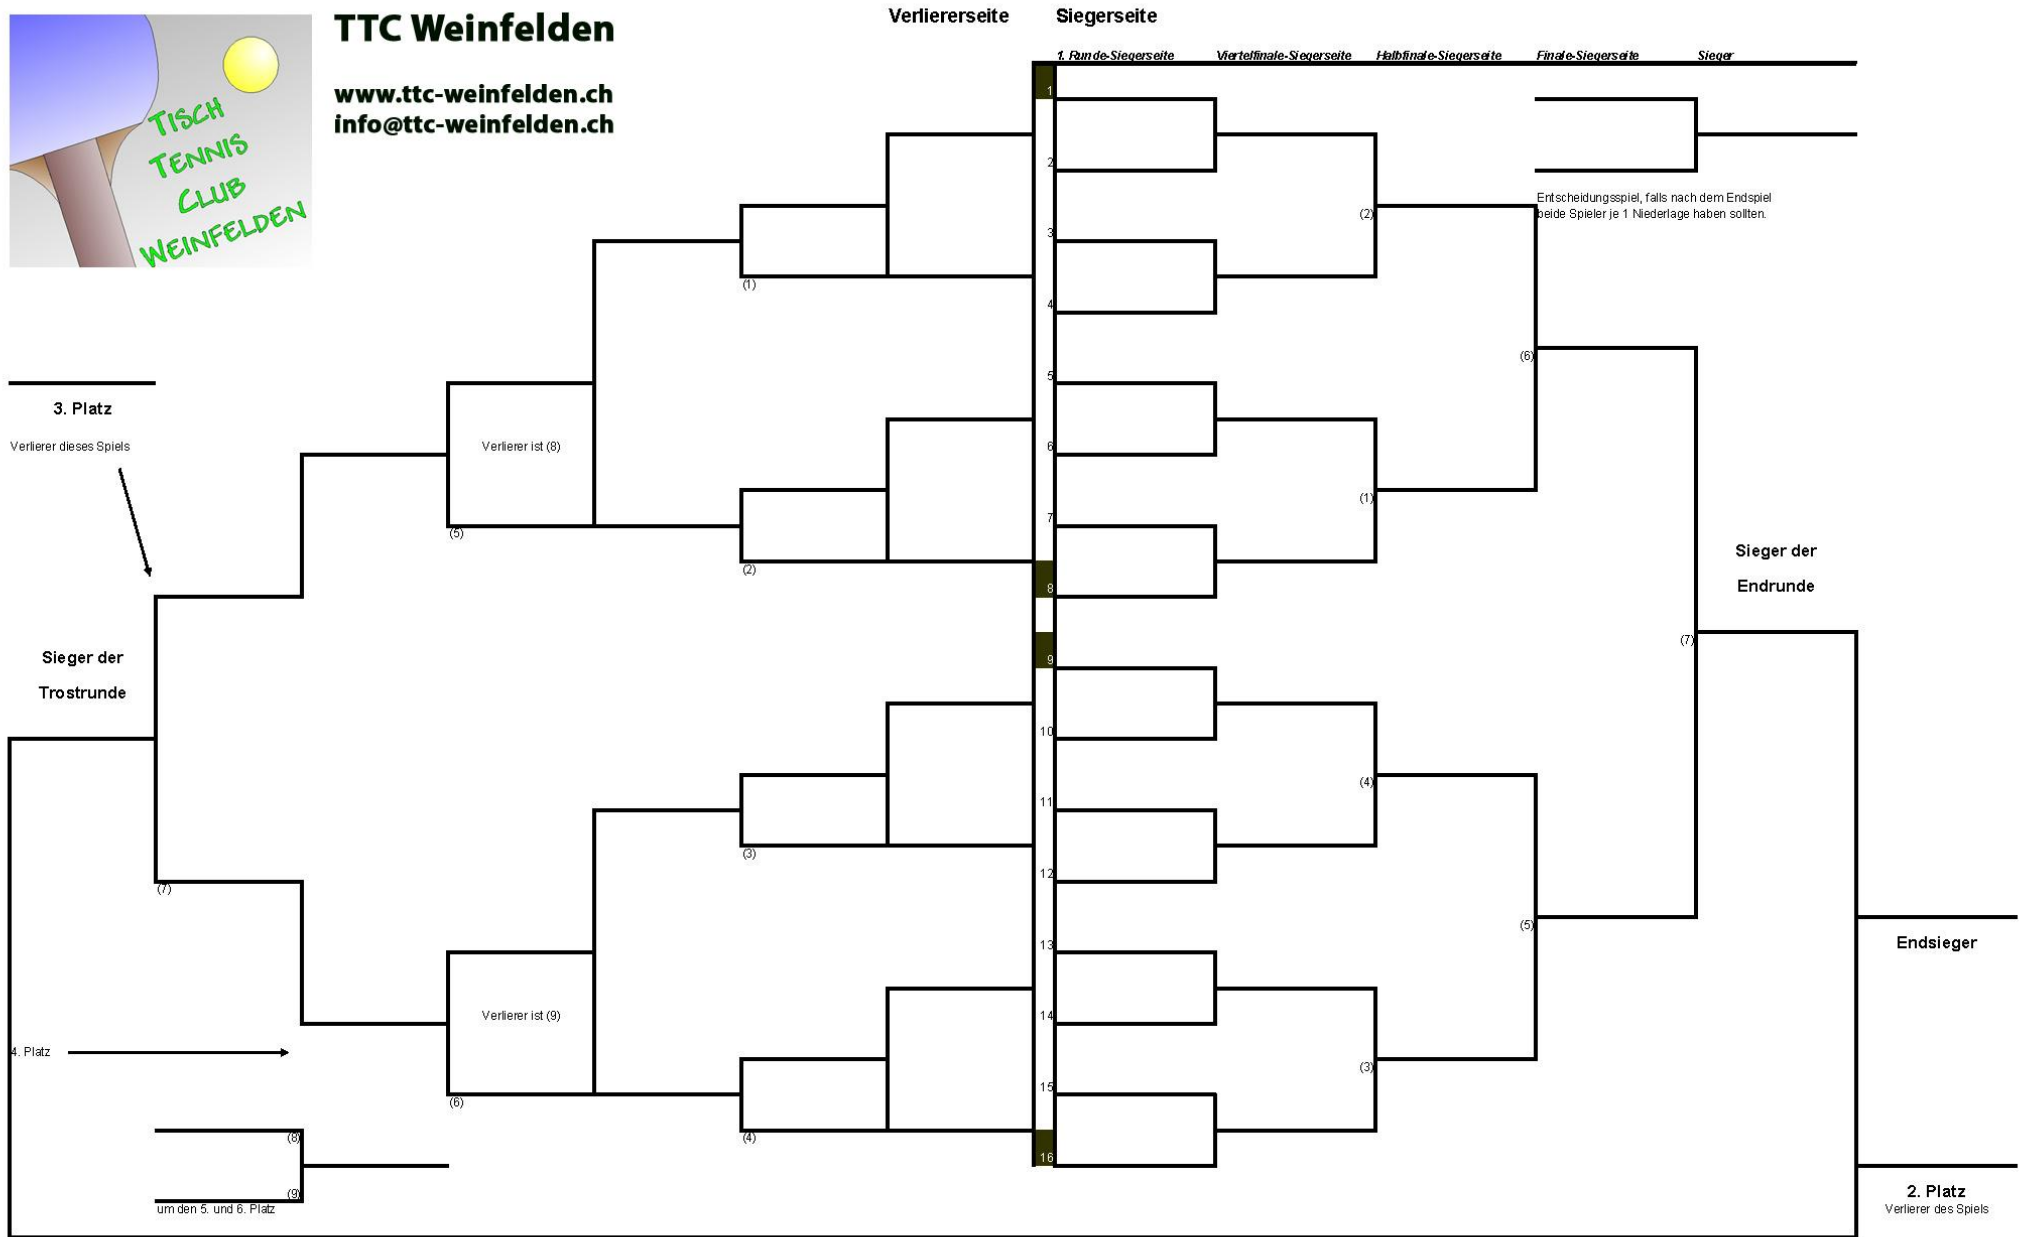 TTC Weinfelden
www.ttc-weinfelden.ch
info@ttc-weinfelden.ch
TISCH
TENNIS
CLUB
WEINFELDEN
Verliererseite
Siegerseite
1. Runde-Siegerseite
Viertelfinale-Siegerseite
Halbfinale-Siegerseite
Finale-Siegerseite
Sieger
1
2
3
4
5
6
7
8
9
10
11
12
13
14
15
16
Entscheidungsspiel, falls nach dem Endspiel
beide Spieler je 1 Niederlage haben sollten.
(2)
(1)
(4)
(3)
(6)
(5)
(7)
Sieger der
Endrunde
Endsieger
2. Platz
Verlierer des Spiels
(1)
(2)
(3)
(4)
Verlierer ist (8)
(5)
Verlierer ist (9)
(6)
3. Platz
Verlierer dieses Spiels
Sieger der
Trostrunde
(7)
4. Platz
(8)
(9)
um den 5. und 6. Platz